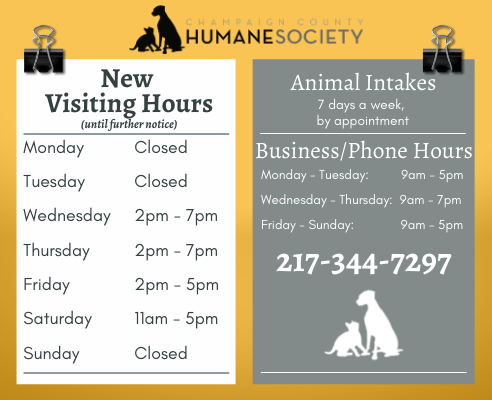 CHAMPAIGN COUNTY
HUMANESOCIETY
New
Visiting Hours
(until further notice)
Monday Closed
Tuesday Closed
Wednesday 2pm - 7pm
Thursday 2pm - 7pm
Friday 2pm - 5pm
Saturday 11am - 5pm
Sunday Closed
Animal Intakes
7 days a week,
by appointment
Business/Phone Hours
Monday - Tuesday: 9am - 5pm
Wednesday - Thursday: 9am - 7pm
Friday - Sunday: 9am - 5pm
217-344-7297